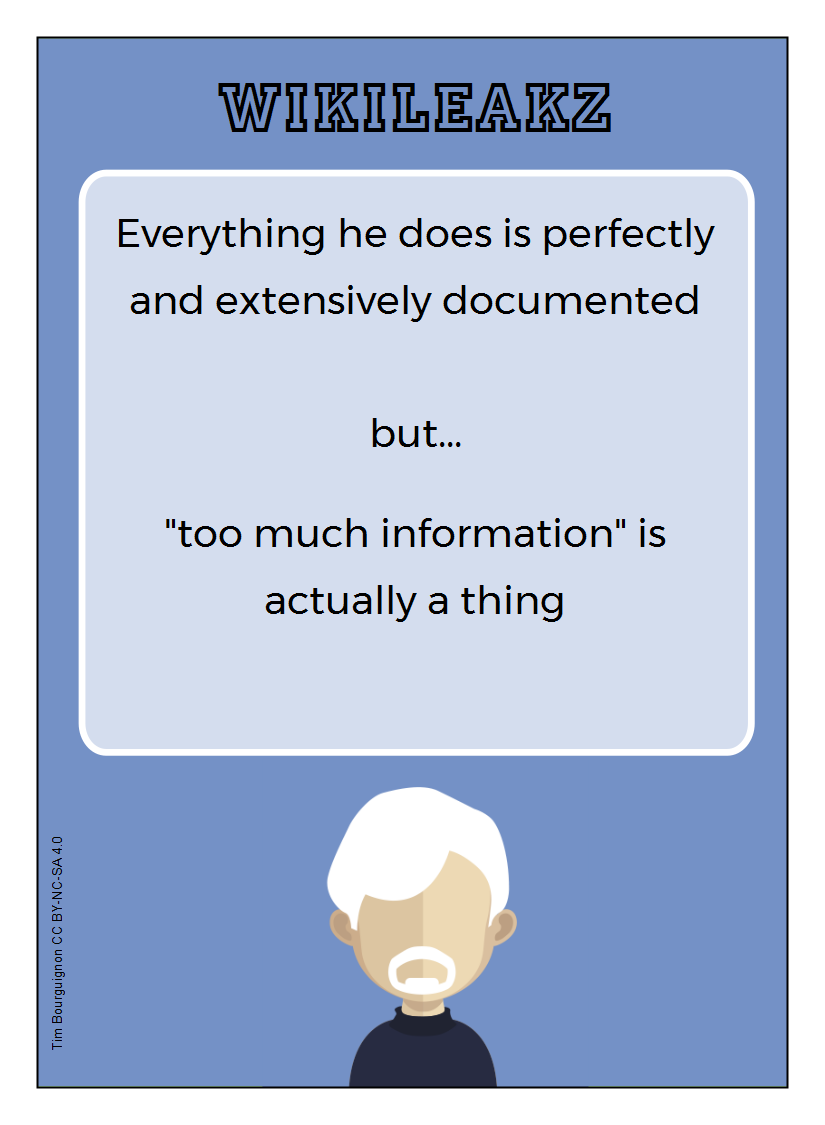 WIKILEAKZ
Everything he does is perfectly
and extensively documented
but...
"too much information" is
actually a thing
Tim Bourguignon CC BY-NC-SA 4.0